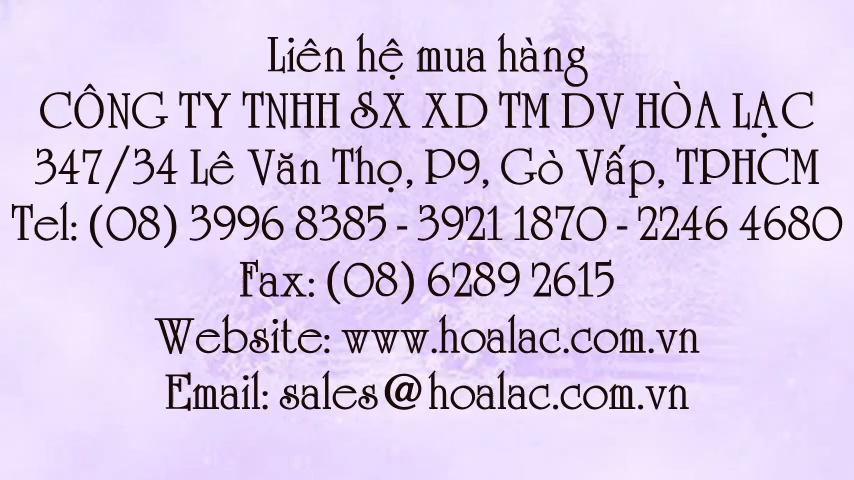 Liên hệ mua hàng
CÔNG TY TNHH SX XD TM DV HÒA LẠC
347/34 Lê Văn Thọ, P9, Gò Vấp, TPHCM
Tel: (08) 3996 8385 - 3921 1870 - 2246 4680
Fax: (08) 6289 2615
Website: www.hoalac.com.vn
Email: sales@hoalac.com.vn